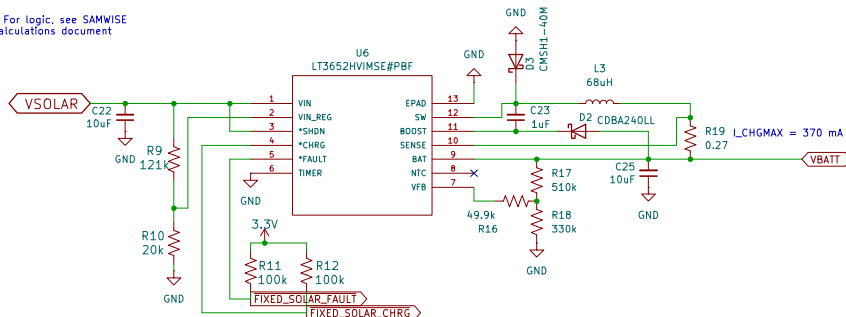 For logic, see SAMWISE
alculations document
VSOLAR
C22
10uF
GND
R9
121k
R10
20k
GND
U6
LT3652HVIMSE#PBF
1 VIN
2 VIN_REG
3 *SHDN
4 *CHRG
5 *FAULT
6 TIMER
EPAD 13
SW 12
BOOST 11
SENSE 10
BAT 9
NTC 8
VFB 7
GND
3.3V
R11
100k
R12
100k
FIXED_SOLAR_FAULT
FIXED_SOLAR_CHRG
GND
GND
D3
CMSH1-40M
C23
1uF
L3
68uH
D2 CDBA240LL
R19
0.27
I_CHGMAX = 370 mA
VBATT
C25
10uF
GND
R17
510k
49.9k
R16
R18
330k
GND